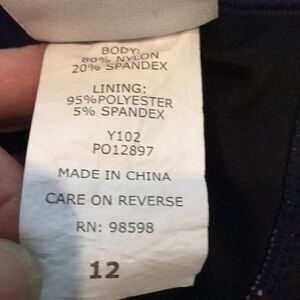 BODY:
80% NYLON
20% SPANDEX
LINING:
95%POLYESTER
5% SPANDEX
Y102
PO12897
MADE IN CHINA
CARE ON REVERSE
RN: 98598
12